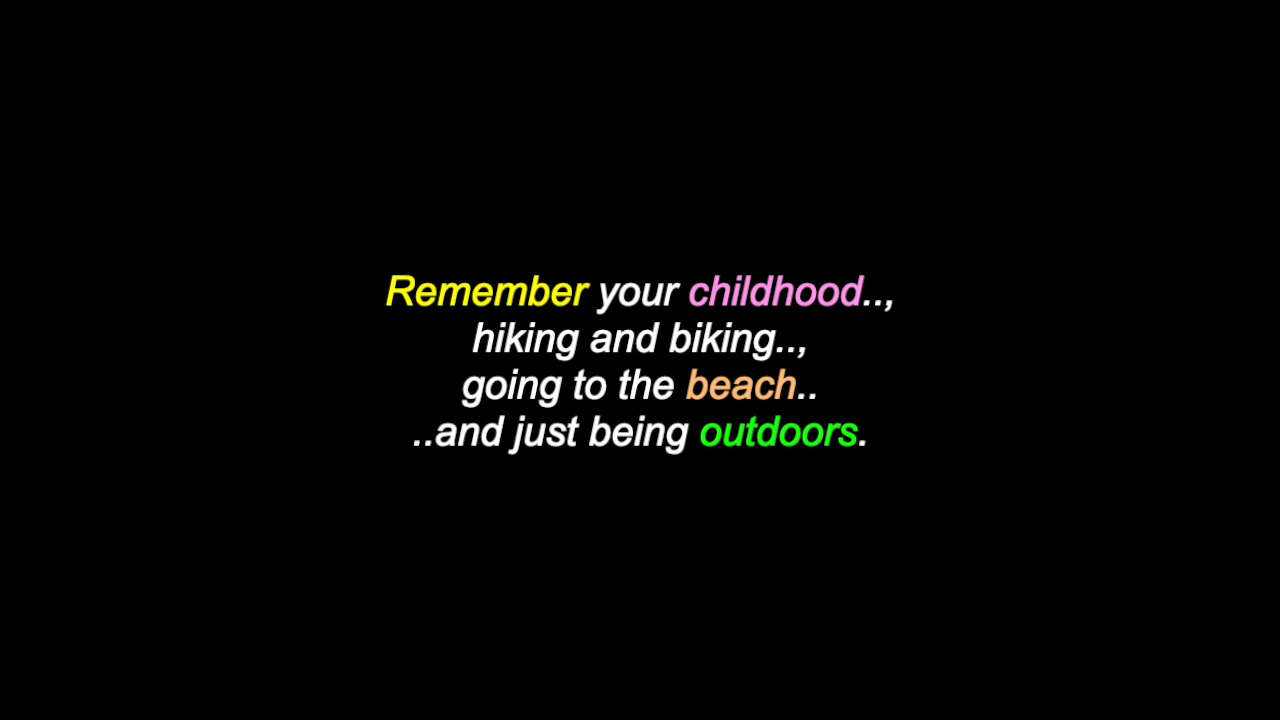 Remember your childhood..,
hiking and biking..,
going to the beach..
..and just being outdoors.